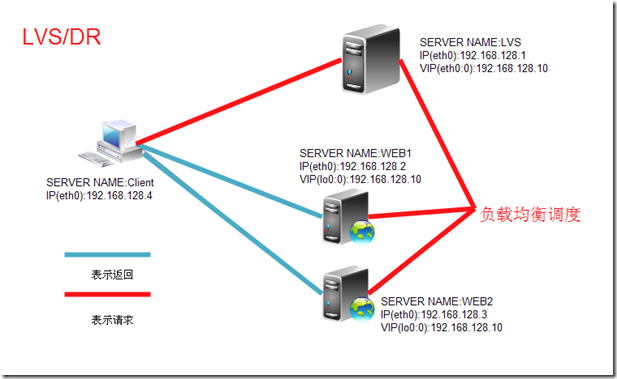 LVS/DR
SERVER NAME:LVS
IP(eth0):192.168.128.1
VIP(eth0:0):192.168.128.10
SERVER NAME:WEB1
IP(eth0):192.168.128.2
VIP(lo0:0):192.168.128.10
SERVER NAME:Client
IP(eth0):192.168.128.4
负载均衡调度
表示返回
表示请求
SERVER NAME:WEB2
IP(eth0):192.168.128.3
VIP(lo0:0):192.168.128.10